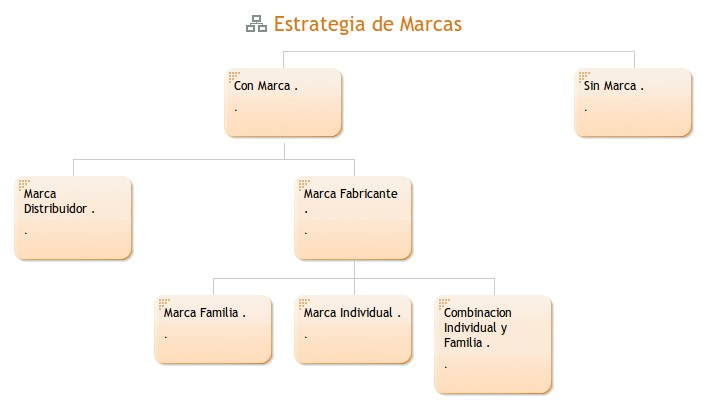 Estrategia de Marcas
Con Marca .
.
Sin Marca .
.
Marca
Distribuidor .
.
Marca Fabricante
.
.
Marca Familia .
.
Marca Individual .
.
Combinacion
Individual y
Familia .
.